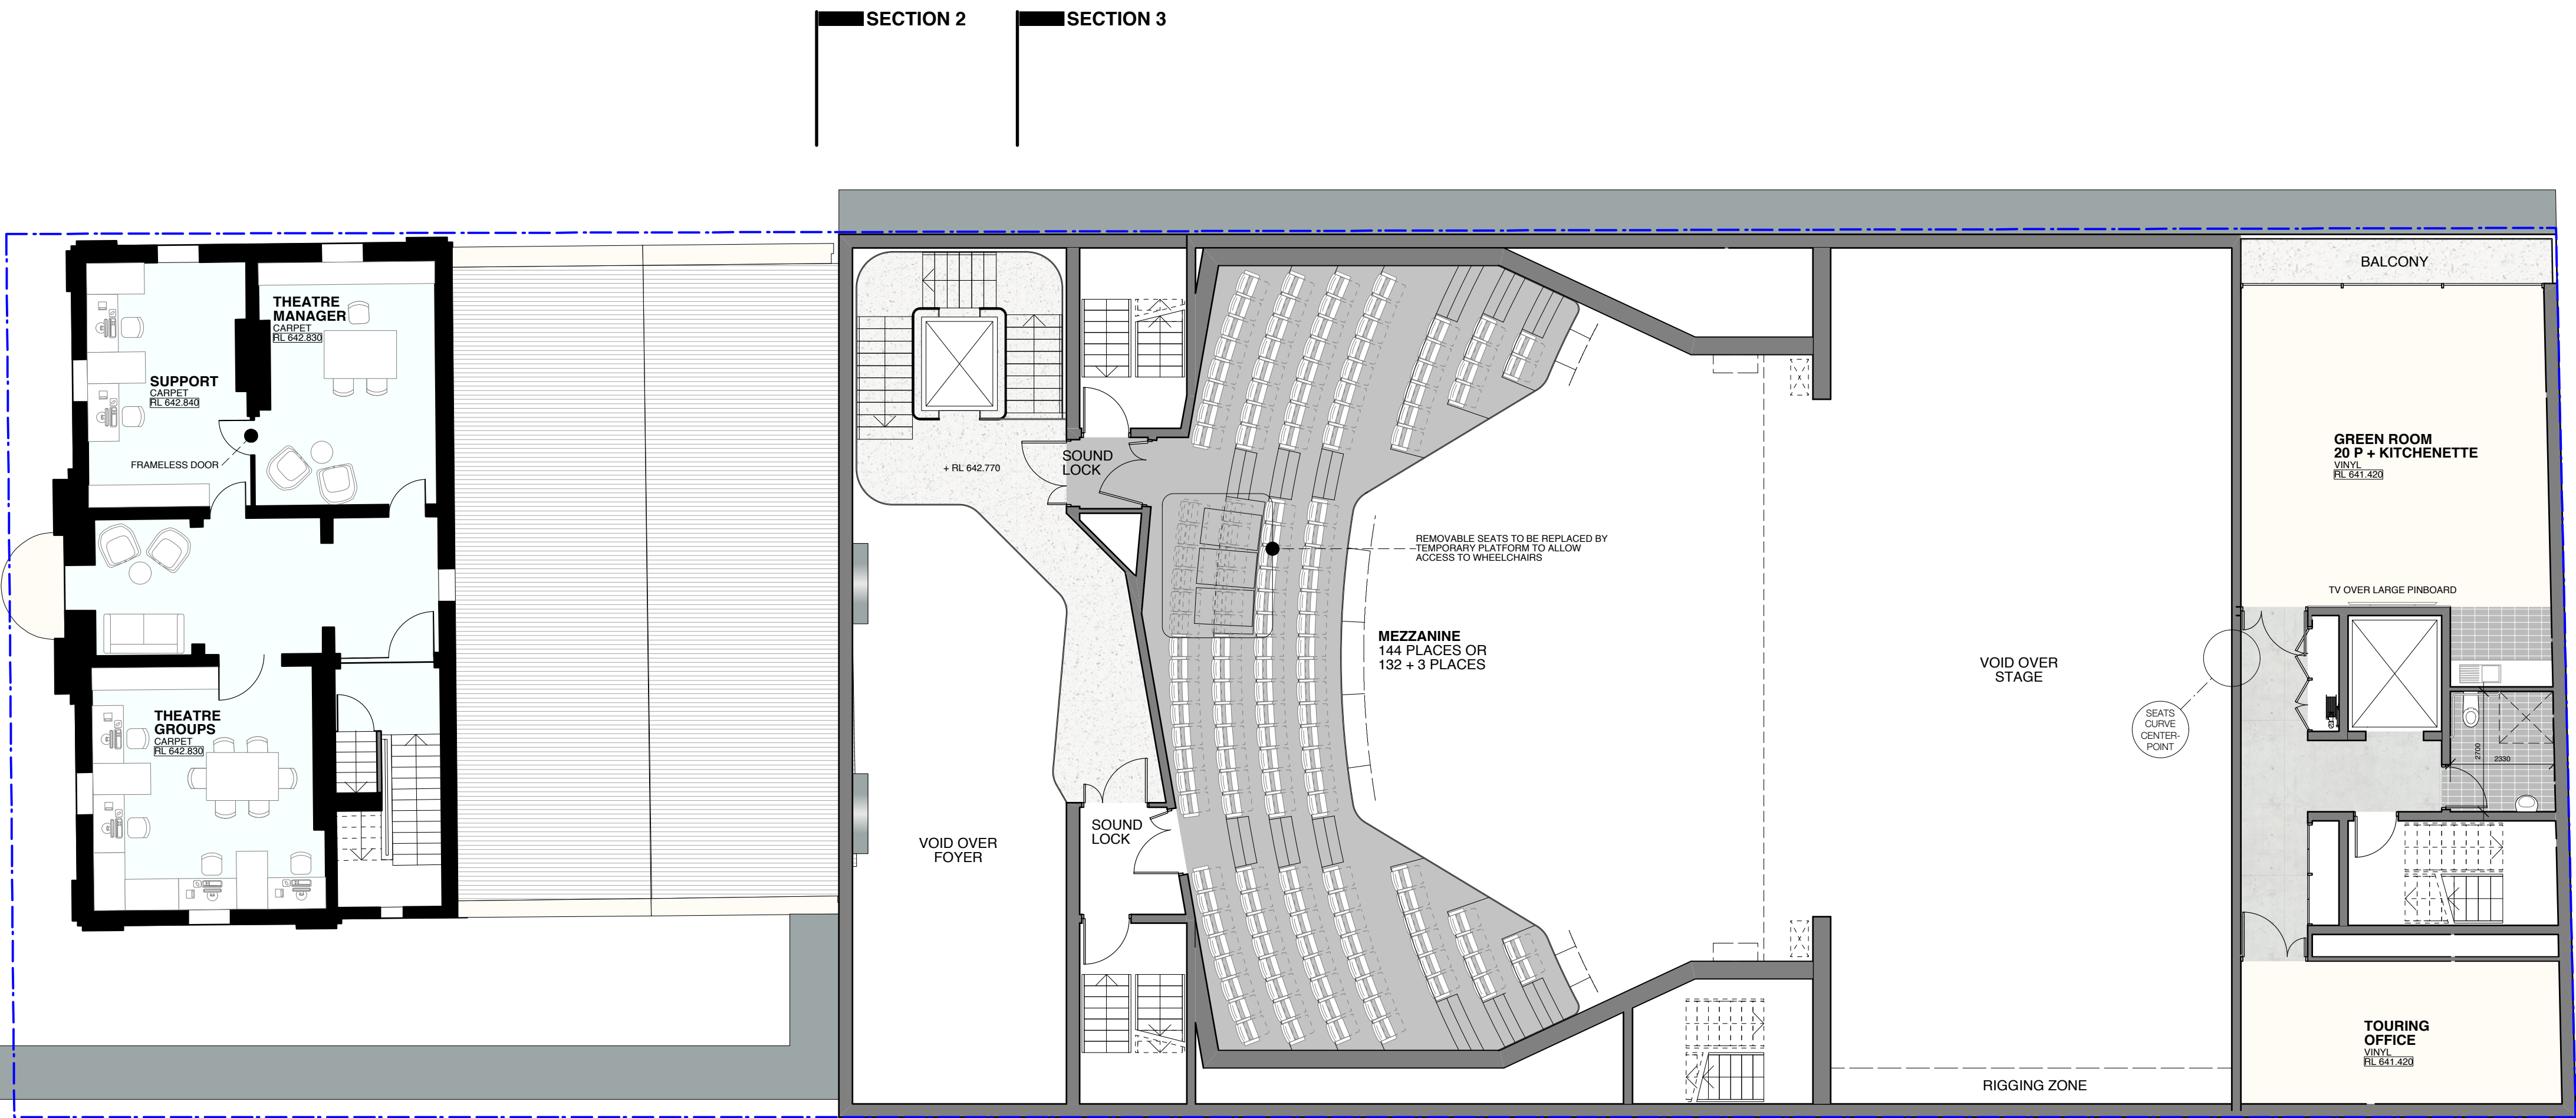 SECTION 2
SECTION 3
THEATRE
MANAGER
CARPET
RL 642.830
SUPPORT
CARPET
RL 642.840
FRAMELESS DOOR
THEATRE
GROUPS
CARPET
RL 642.830
+ RL 642.770
SOUND
LOCK
VOID OVER
FOYER
SOUND
LOCK
REMOVABLE SEATS TO BE REPLACED BY
TEMPORARY PLATFORM TO ALLOW
ACCESS TO WHEELCHAIRS
MEZZANINE
144 PLACES OR
132 + 3 PLACES
VOID OVER
STAGE
SEATS
CURVE
CENTER-
POINT
RIGGING ZONE
BALCONY
GREEN ROOM
20 P + KITCHENETTE
VINYL
RL 641.420
TV OVER LARGE PINBOARD
2700
2330
TOURING
OFFICE
VINYL
RL 641.420